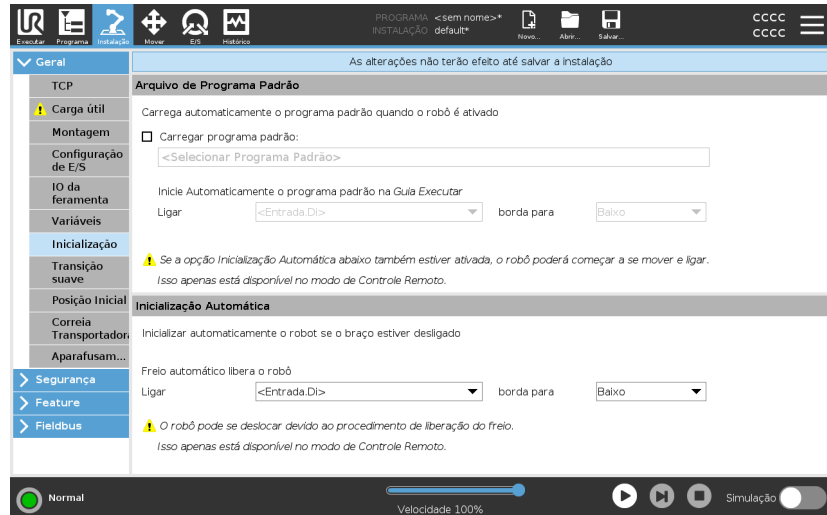 PROGRAMA <sem nome>*
INSTALAÇÃO default*
CCCC
CCCC
Executar Programa Instalação Mover E/S Histórico Novo... Abrir... Salvar...
Geral
As alterações não terão efeito até salvar a instalação
TCP
Carga útil
Montagem
Configuração
de E/S
IO da
ferramenta
Variáveis
Inicialização
Transição
suave
Posição Inicial
Correia
Transportador
Aparafusam...
Segurança
Feature
Fieldbus
Arquivo de Programa Padrão
Carrega automaticamente o programa padrão quando o robô é ativado
Carregar programa padrão:
<Selecionar Programa Padrão>
Inicie Automaticamente o programa padrão na Guia Executar
Ligar <Entrada.Di> borda para Baixo
Se a opção Inicialização Automática abaixo também estiver ativada, o robô poderá começar a se mover e ligar.
Isso apenas está disponível no modo de Controle Remoto.
Inicialização Automática
Inicializar automaticamente o robot se o braço estiver desligado
Freio automático libera o robô
Ligar <Entrada.Di> borda para Baixo
O robô pode se deslocar devido ao procedimento de liberação do freio.
Isso apenas está disponível no modo de Controle Remoto.
Normal
Velocidade 100%
Simulação